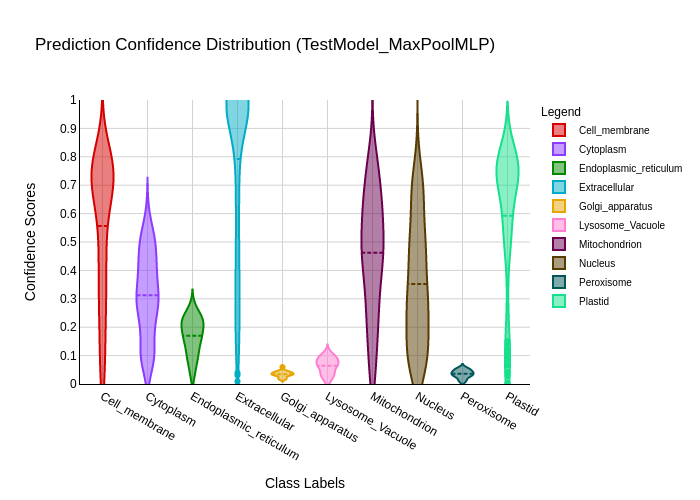 Prediction Confidence Distribution (TestModel_MaxPoolMLP)
Legend
Cell_membrane
Cytoplasm
Endoplasmic_reticulum
Extracellular
Golgi_apparatus
Lysosome_Vacuole
Mitochondrion
Nucleus
Peroxisome
Plastid
Confidence Scores
1
0.9
0.8
0.7
0.6
0.5
0.4
0.3
0.2
0.1
0
Cell_membrane
Cytoplasm
Endoplasmic_reticulum
Extracellular
Golgi_apparatus
Lysosome_Vacuole
Mitochondrion
Nucleus
Peroxisome
Plastid
Class Labels